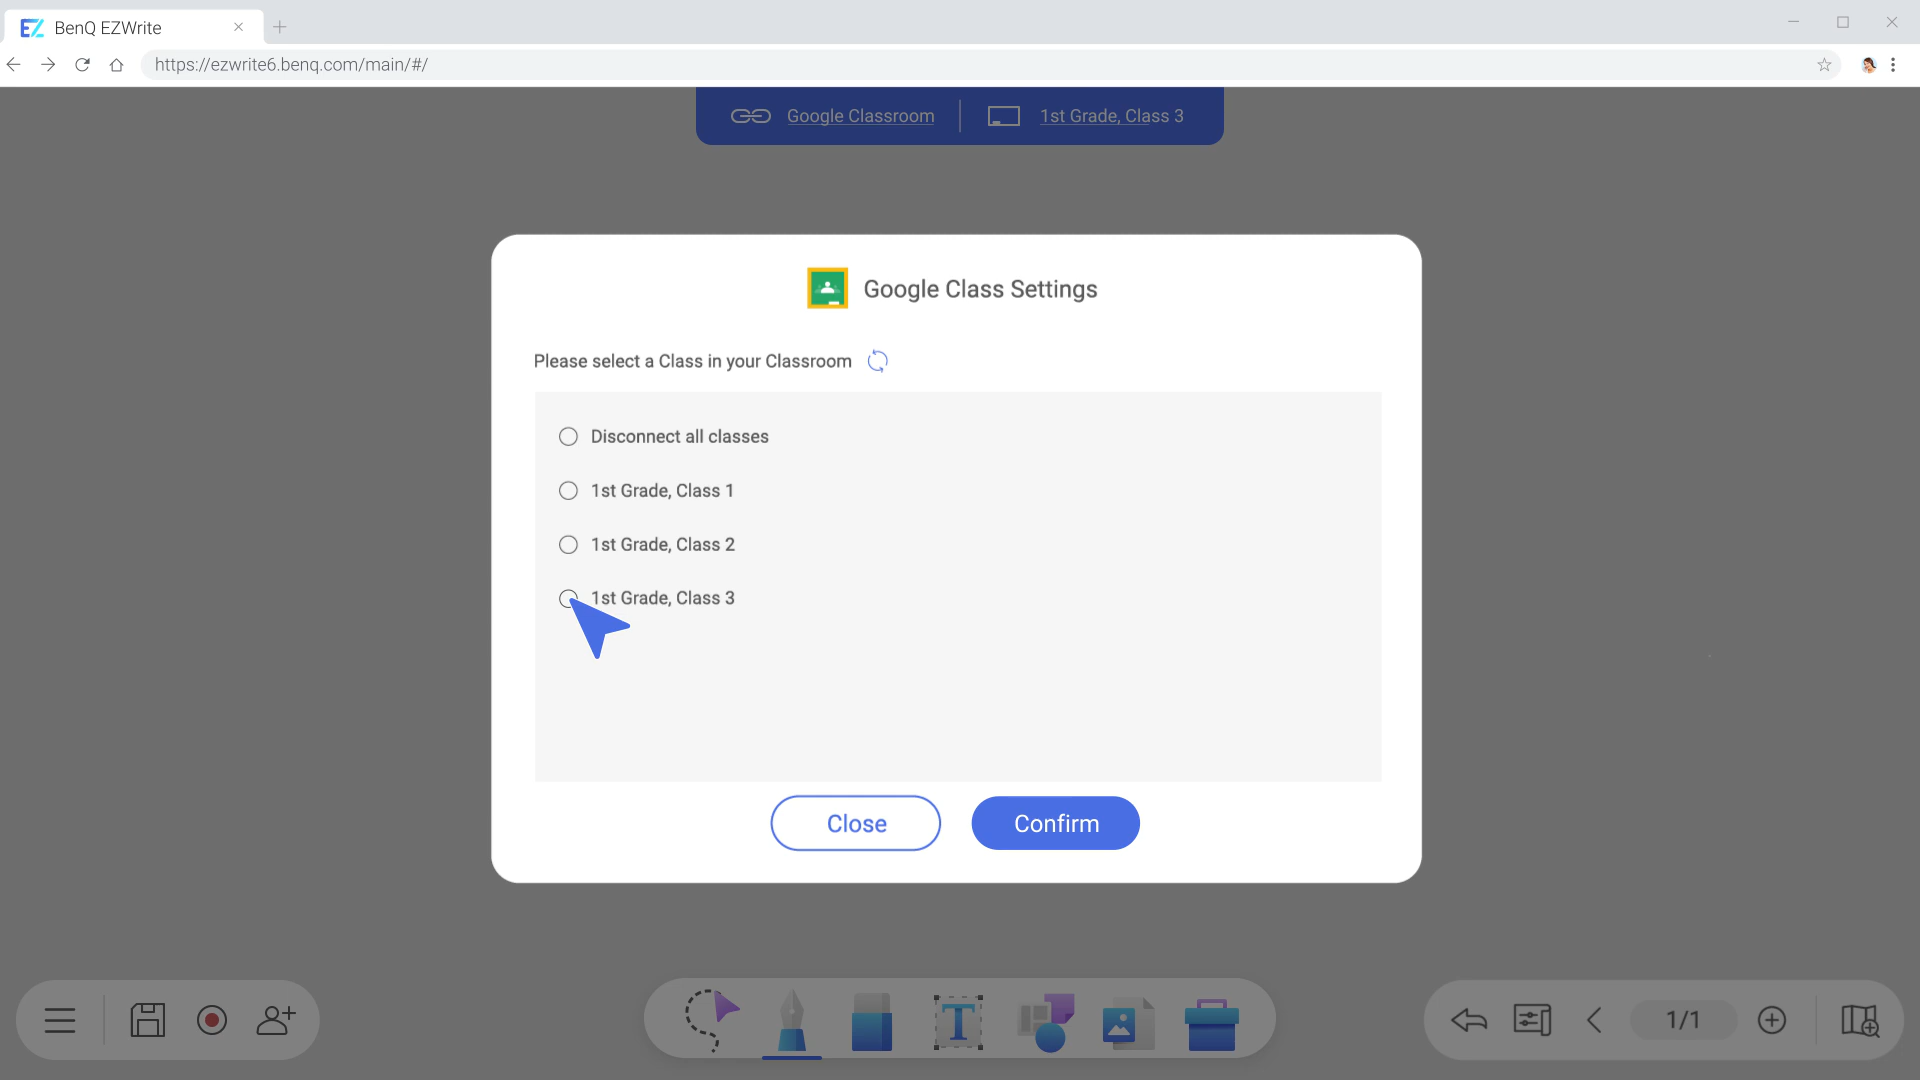 EZ BenQ EZWrite
https://ezwrite6.benq.com/main/#/
Google Classroom 1st Grade, Class 3
Google Class Settings
Please select a Class in your Classroom
Disconnect all classes
1st Grade, Class 1
1st Grade, Class 2
1st Grade, Class 3
Close Confirm
T
1/1